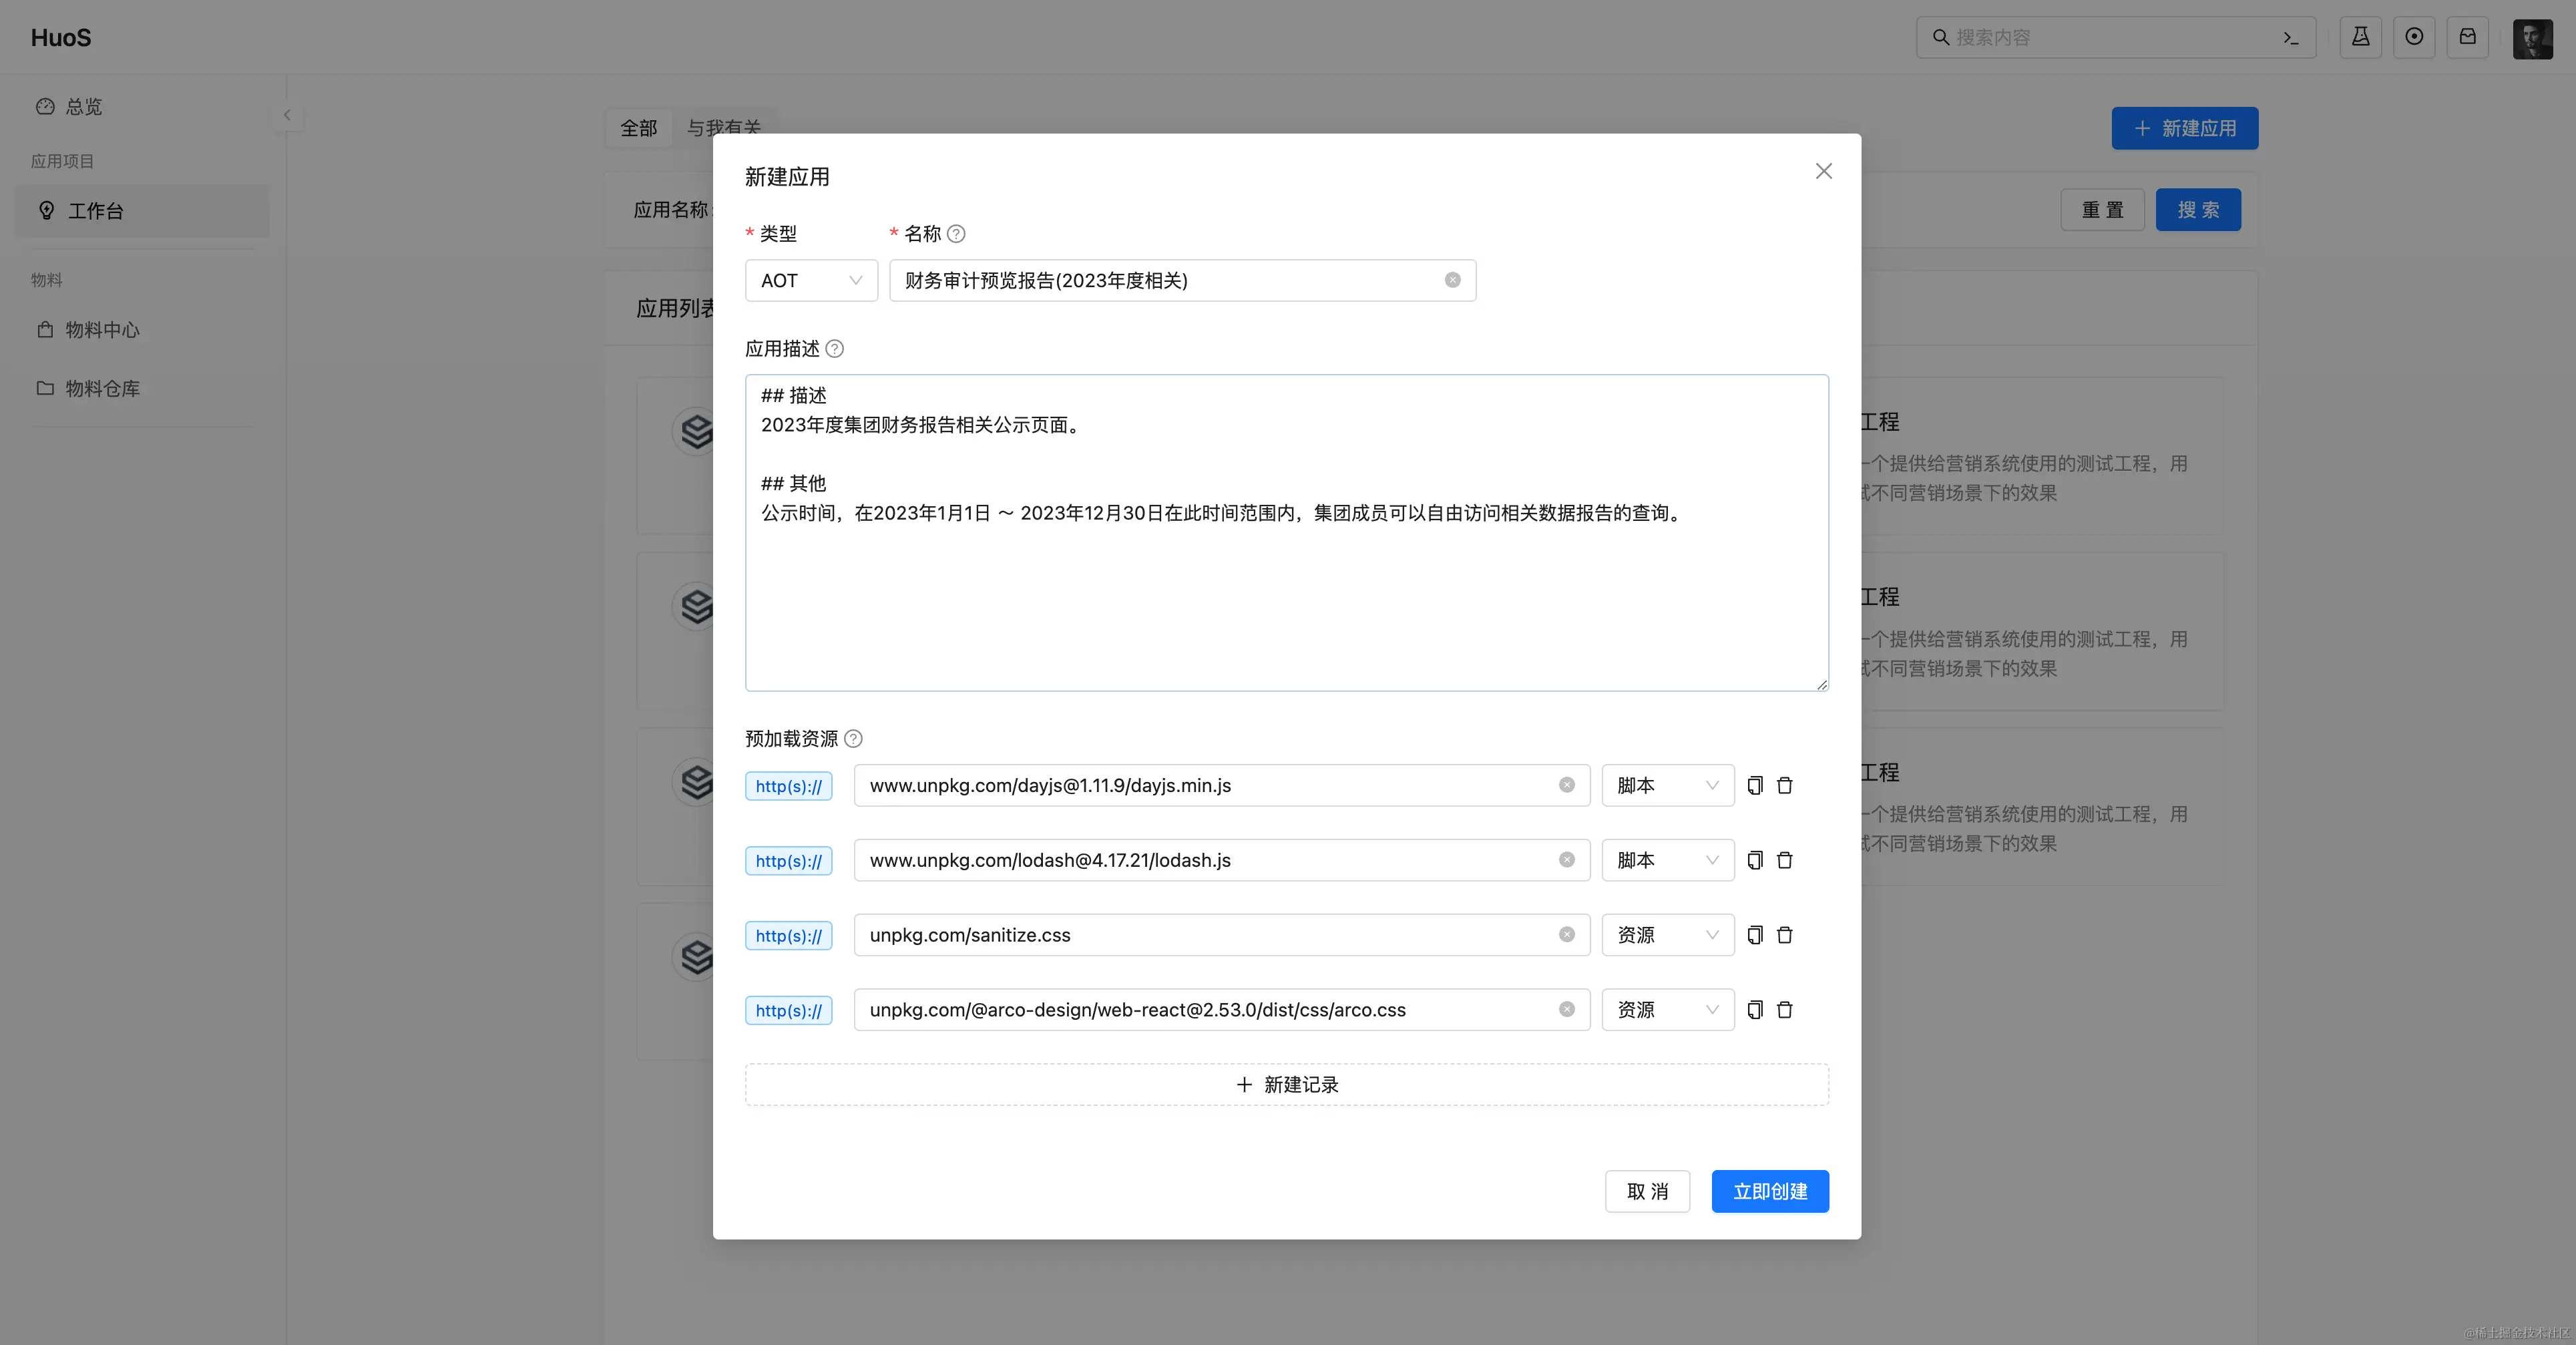 HuoS
搜索内容
总览
应用项目
工作台
物料
物料中心
物料仓库
全部
与我有关
新建应用
应用名称:
重 置
搜 索
应用列表
工程
一个提供给营销系统使用的测试工程，用
试不同营销场景下的效果
工程
一个提供给营销系统使用的测试工程，用
试不同营销场景下的效果
工程
一个提供给营销系统使用的测试工程，用
试不同营销场景下的效果
新建应用
* 类型
* 名称
AOT
财务审计预览报告(2023年度相关)
应用描述
## 描述
2023年度集团财务报告相关公示页面。
## 其他
公示时间，在2023年1月1日 ～ 2023年12月30日在此时间范围内，集团成员可以自由访问相关数据报告的查询。
预加载资源
http(s):// www.unpkg.com/dayjs@1.11.9/dayjs.min.js 脚本
http(s):// www.unpkg.com/lodash@4.17.21/lodash.js 脚本
http(s):// unpkg.com/sanitize.css 资源
http(s):// unpkg.com/@arco-design/web-react@2.53.0/dist/css/arco.css 资源
新建记录
取 消
立即创建
@稀土掘金技术社区